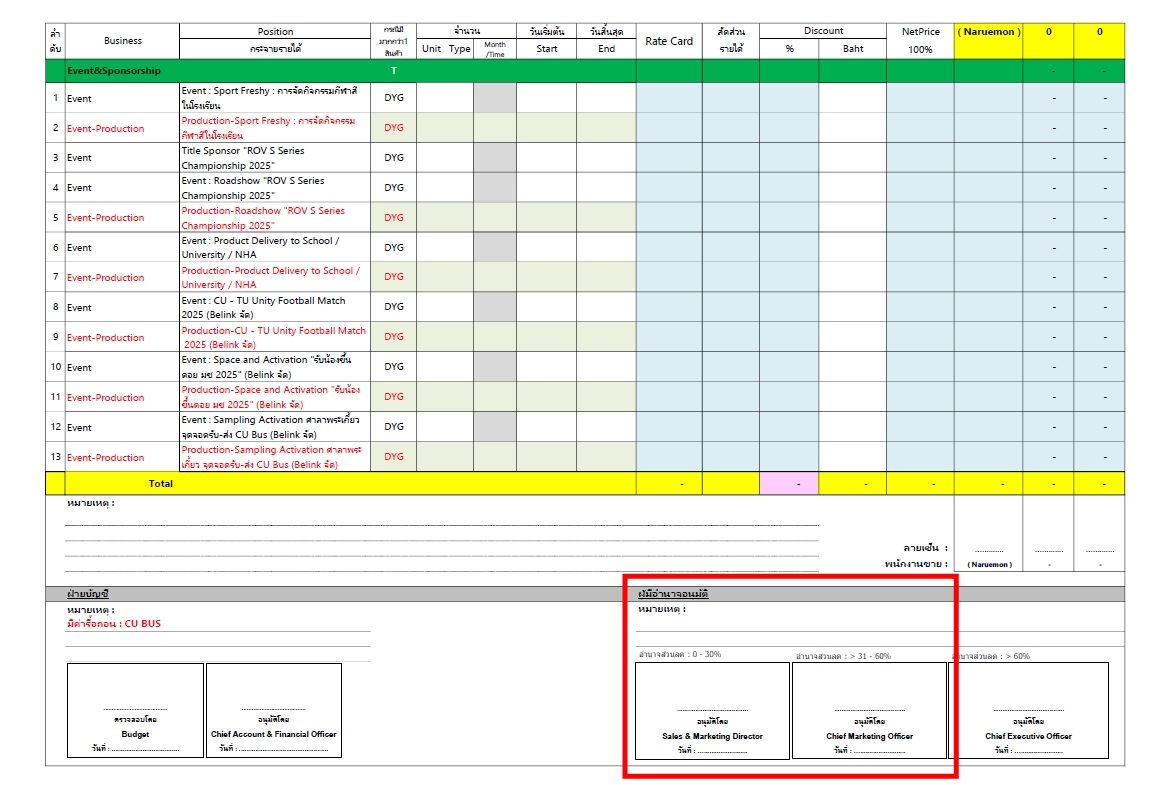 ลำดับ Business Position กรณีมีมากกว่า1สินค้า จำนวน วันเริ่มต้น วันสิ้นสุด Rate Card สัดส่วน Discount NetPrice ( Naruemon ) 0 0
กระจายรายได้ Unit Type Month /Time Start End รายได้ % Baht 100%
Event&Sponsorship T - -
1 Event Event : Sport Freshy : การจัดกิจกรรมกีฬาสี DYG - -
ในโรงเรียน
2 Event-Production Production-Sport Freshy : การจัดกิจกรรม DYG - -
กีฬาสีในโรงเรียน
3 Event Title Sponsor "ROV S Series DYG - -
Championship 2025"
4 Event Event : Roadshow "ROV S Series DYG - -
Championship 2025"
5 Event-Production Production-Roadshow "ROV S Series DYG - -
Championship 2025"
6 Event Event : Product Delivery to School / DYG - -
University / NHA
7 Event-Production Production-Product Delivery to School / DYG - -
University / NHA
8 Event Event : CU - TU Unity Football Match DYG - -
2025 (Belink จัด)
9 Event-Production Production-CU - TU Unity Football Match DYG - -
2025 (Belink จัด)
10 Event Event : Space and Activation "รับน้องขึ้น DYG - -
ดอย มช 2025" (Belink จัด)
11 Event-Production Production-Space and Activation "รับน้อง DYG - -
ขึ้นดอย มช 2025" (Belink จัด)
12 Event Event : Sampling Activation ศาลาพระเกี้ยว DYG - -
จุดจอดรับ-ส่ง CU Bus (Belink จัด)
13 Event-Production Production-Sampling Activation ศาลาพระ DYG - -
เกี้ยว จุดจอดรับ-ส่ง CU Bus (Belink จัด)
Total - - - - - - -
หมายเหตุ :
ลายเซ็น : ............. ............. .............
พนักงานขาย : ( Naruemon ) - -
ฝ่ายบัญชี ผู้มีอำนาจอนุมัติ
หมายเหตุ : หมายเหตุ :
มีค่ารื้อถอน : CU BUS
อำนาจส่วนลด : 0 - 30% อำนาจส่วนลด : > 31 - 60% อำนาจส่วนลด : > 60%
ตรวจสอบโดย อนุมัติโดย อนุมัติโดย อนุมัติโดย อนุมัติโดย
Budget Chief Account & Financial Officer Sales & Marketing Director Chief Marketing Officer Chief Executive Officer
วันที่ : .............................. วันที่ : .............................. วันที่ : ...................... วันที่ : ...................... วันที่ : ......................